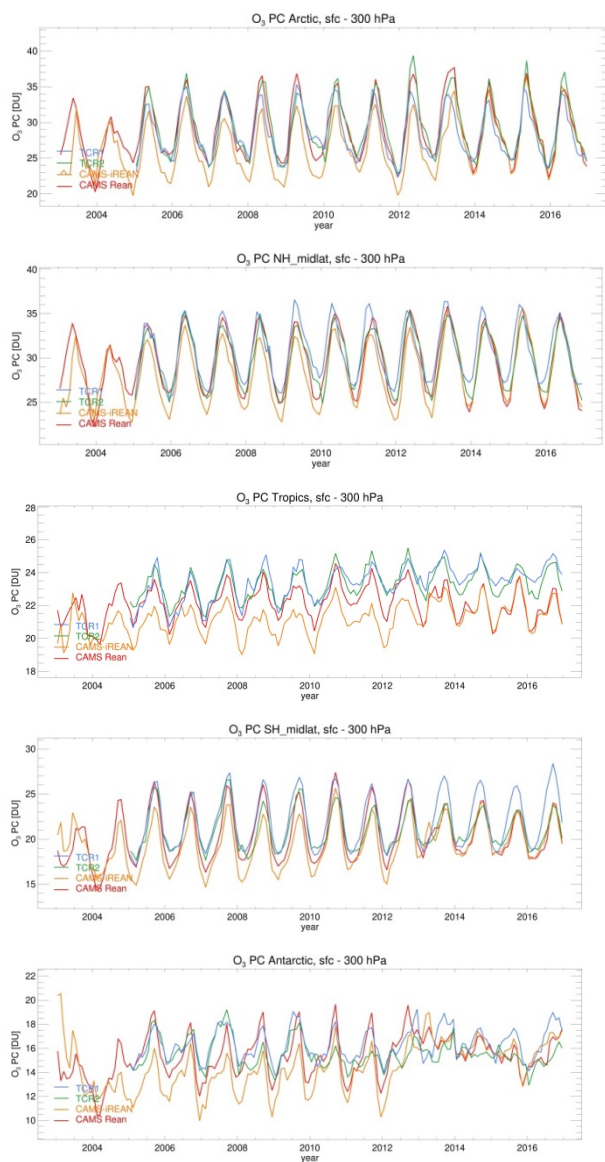 O₃ PC Arctic, sfc - 300 hPa
40
35
30
25
20
O₃ PC [DU]
TCR1
TCR2
CAMS-iREAN
CAMS Rean
2004 2006 2008 2010 2012 2014 2016
year
O₃ PC NH_midlat, sfc - 300 hPa
40
35
30
25
O₃ PC [DU]
TCR1
TCR2
CAMS-iREAN
CAMS Rean
2004 2006 2008 2010 2012 2014 2016
year
O₃ PC Tropics, sfc - 300 hPa
28
26
24
22
20
18
O₃ PC [DU]
TCR1
TCR2
CAMS-iREAN
CAMS Rean
2004 2006 2008 2010 2012 2014 2016
year
O₃ PC SH_midlat, sfc - 300 hPa
30
25
20
15
O₃ PC [DU]
TCR1
TCR2
CAMS-iREAN
CAMS Rean
2004 2006 2008 2010 2012 2014 2016
year
O₃ PC Antarctic, sfc - 300 hPa
22
20
18
16
14
12
10
O₃ PC [DU]
TCR1
TCR2
CAMS-iREAN
CAMS Rean
2004 2006 2008 2010 2012 2014 2016
year